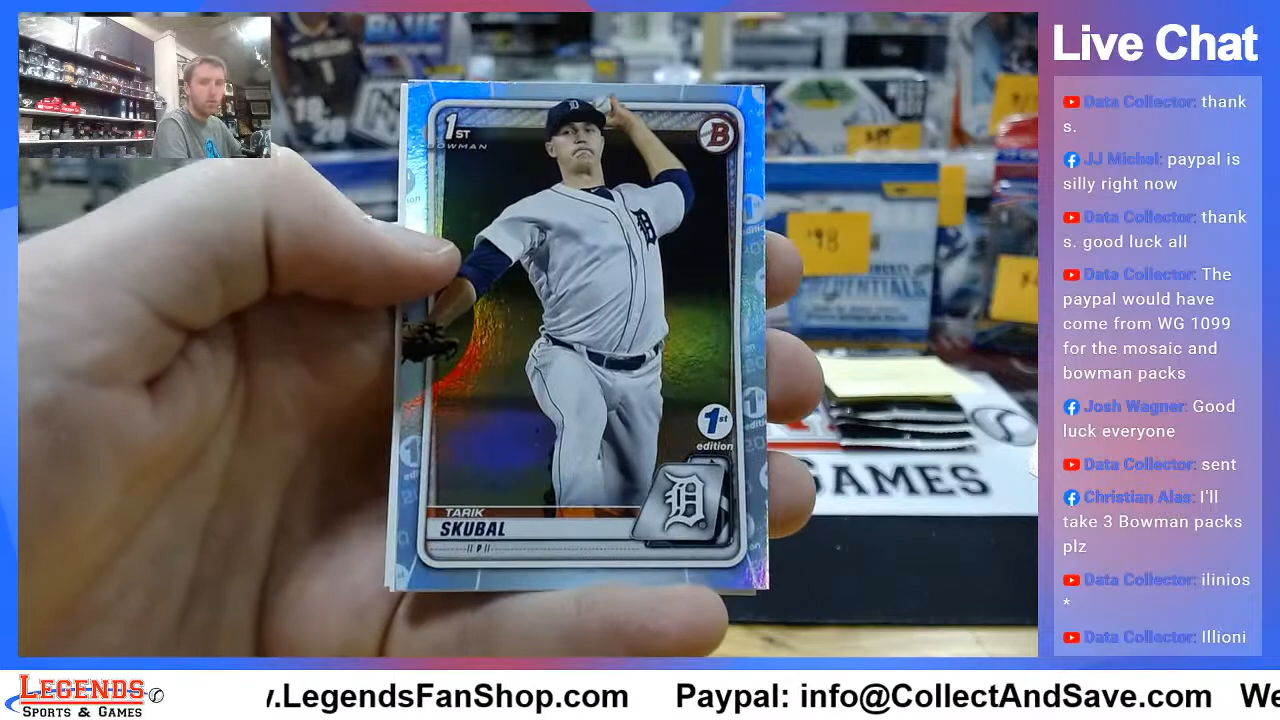 Live Chat
Data Collector: thank
s.
JJ Michel: paypal is
silly right now
Data Collector: thank
s. good luck all
Data Collector: The
paypal would have
come from WG 1099
for the mosaic and
bowman packs
Josh Wagner: Good
luck everyone
Data Collector: sent
Christian Alas: I'll
take 3 Bowman packs
plz
Data Collector: ilinios
*
Data Collector: Illioni
1ST
BOWMAN
B
D
1st
edition
TARIK
SKUBAL
P
BLUE
$98
CREDENTIALS
GAMES
LEGENDS
SPORTS & GAMES
.LegendsFanShop.com
Paypal: info@CollectAndSave.com
We